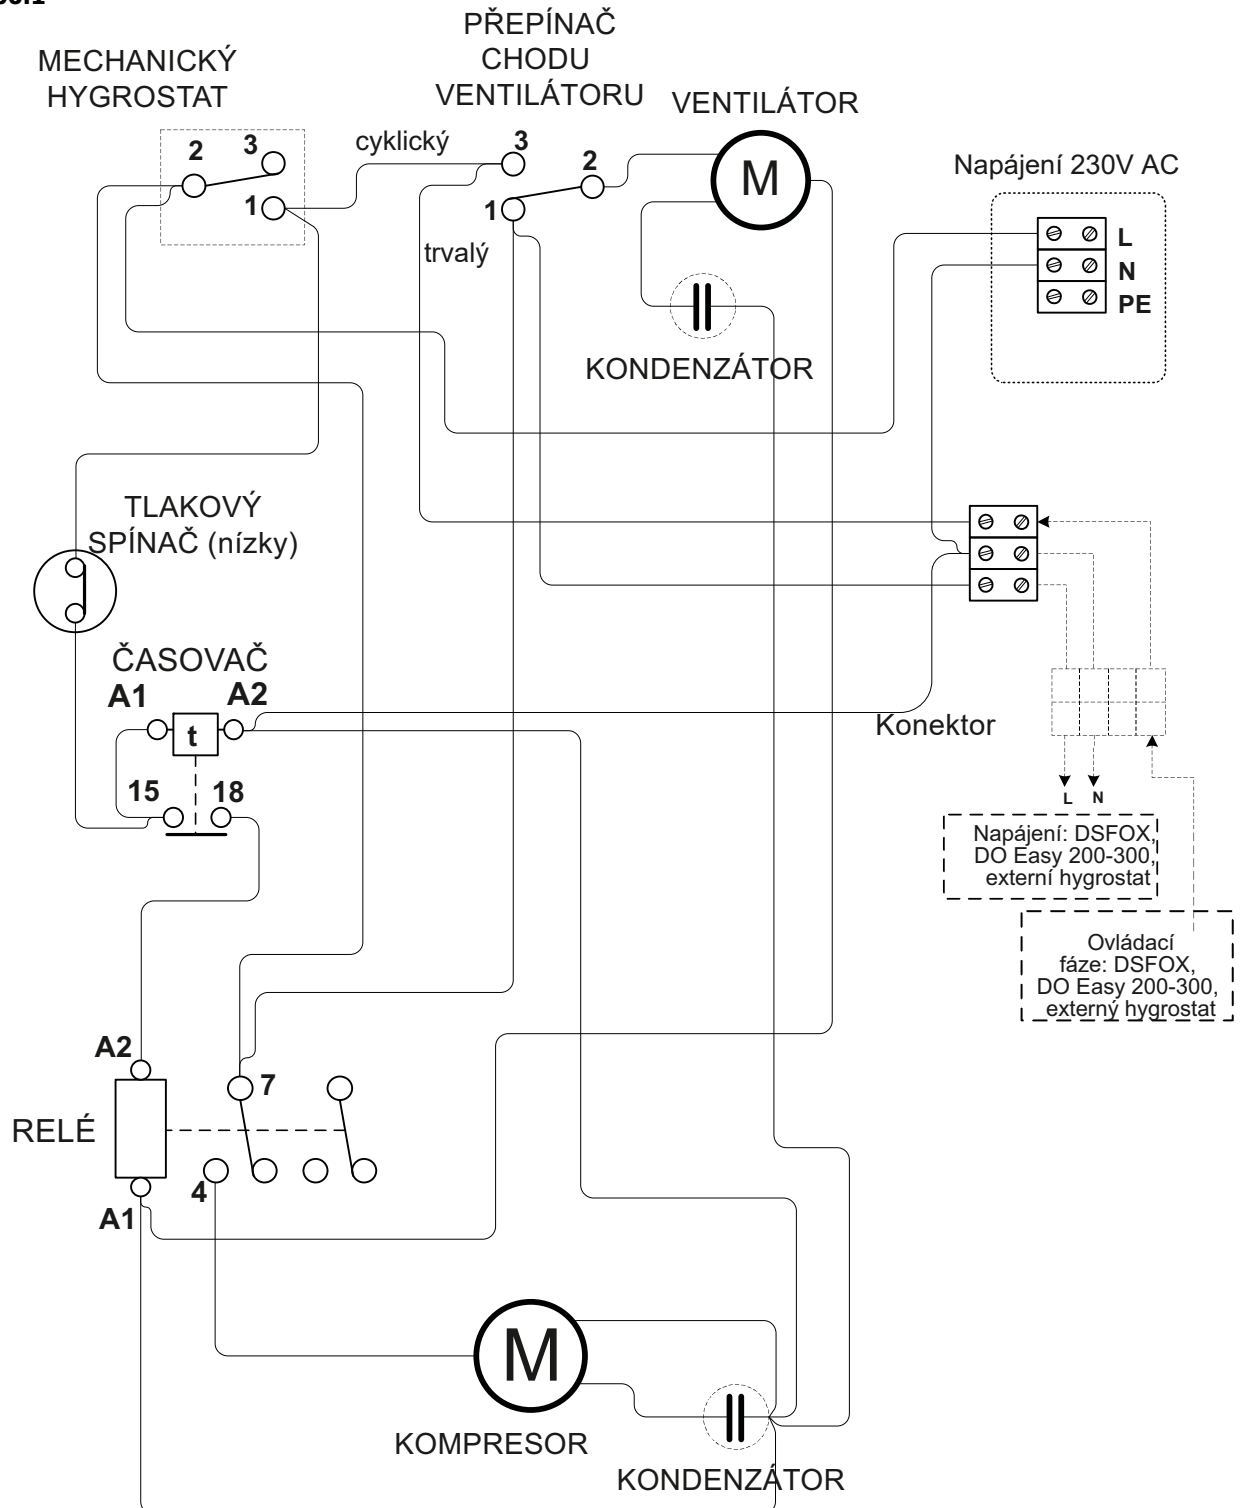 MECHANICKÝ
HYGROSTAT
PŘEPÍNAČ
CHODU
VENTILÁTORU
VENTILÁTOR
2
3
1
cyklický
3
2
1
trvalý
M
Napájení 230V AC
L
N
PE
KONDENZÁTOR
TLAKOVÝ
SPÍNAČ (nízky)
ČASOVAČ
A1
A2
t
15
18
Konektor
L
N
Napájení: DSFOX,
DO Easy 200-300,
externí hygrostat
Ovládací
fáze: DSFOX,
DO Easy 200-300,
externý hygrostat
A2
RELÉ
A1
7
4
M
KOMPRESOR
KONDENZÁTOR